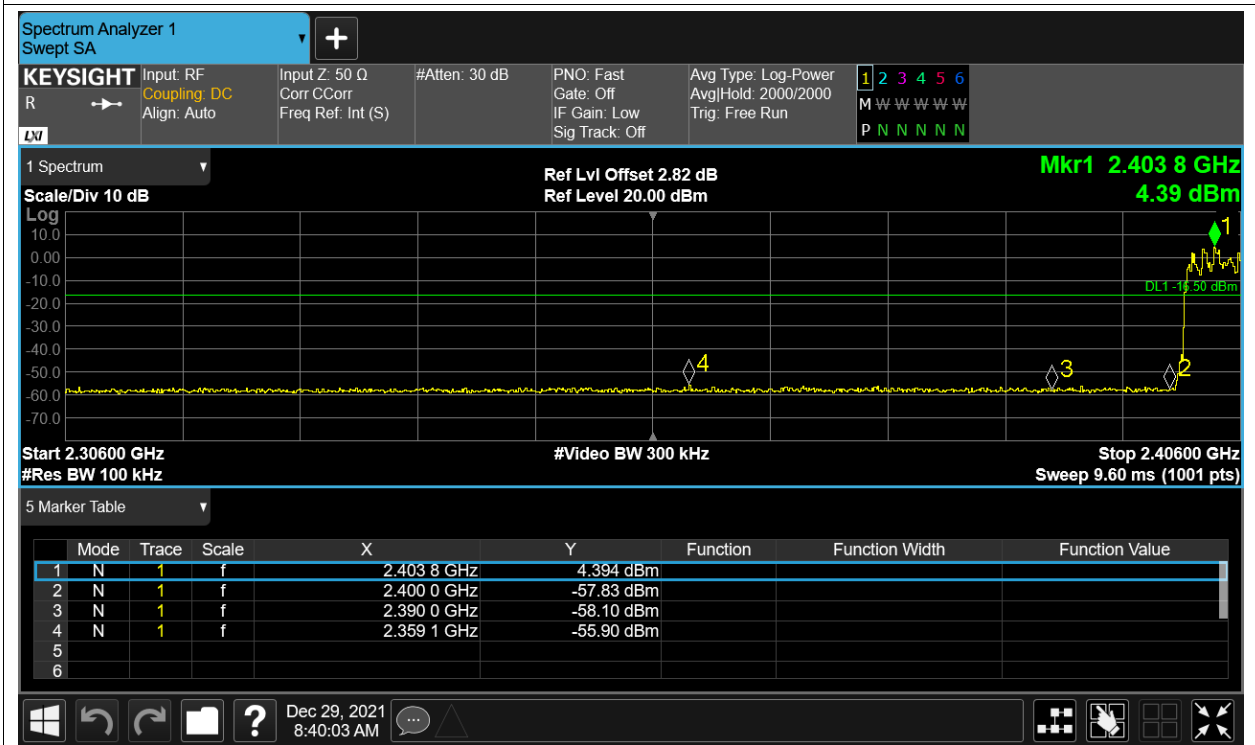 Spectrum Analyzer 1
Swept SA
KEYSIGHT
R
LXI
Input: RF
Coupling: DC
Align: Auto
Input Z: 50 Ω
Corr CCorr
Freq Ref: Int (S)
#Atten: 30 dB
PNO: Fast
Gate: Off
IF Gain: Low
Sig Track: Off
Avg Type: Log-Power
Avg|Hold: 2000/2000
Trig: Free Run
1 2 3 4 5 6
M W W W W W
P N N N N N
1 Spectrum
Scale/Div 10 dB
Ref Lvl Offset 2.82 dB
Ref Level 20.00 dBm
Mkr1 2.403 8 GHz
4.39 dBm
Log
10.0
0.00
-10.0
-20.0
-30.0
-40.0
-50.0
-60.0
-70.0
1
DL1 -16.50 dBm
4
3
2
Start 2.30600 GHz
#Video BW 300 kHz
Stop 2.40600 GHz
#Res BW 100 kHz
Sweep 9.60 ms (1001 pts)
5 Marker Table
Mode Trace Scale X Y Function Function Width Function Value
1 N 1 f 2.403 8 GHz 4.394 dBm
2 N 1 f 2.400 0 GHz -57.83 dBm
3 N 1 f 2.390 0 GHz -58.10 dBm
4 N 1 f 2.359 1 GHz -55.90 dBm
5
6
?
Dec 29, 2021
8:40:03 AM